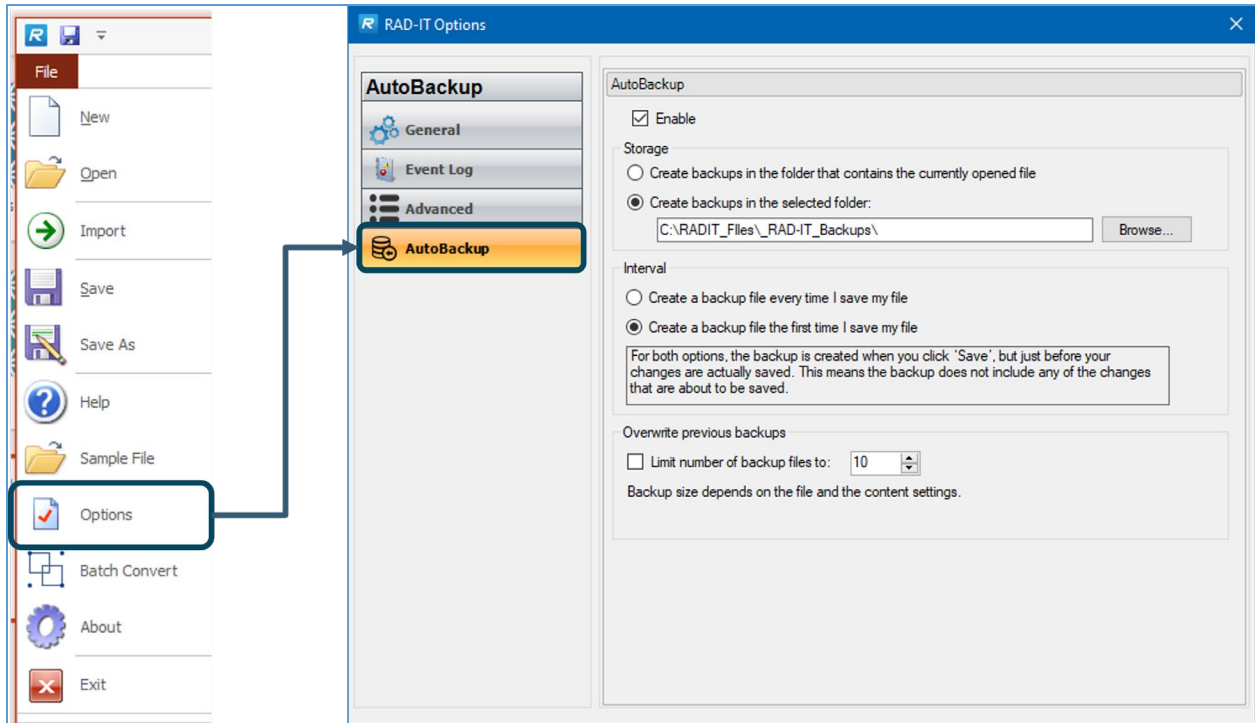 File
New
Open
Import
Save
Save As
Help
Sample File
Options
Batch Convert
About
Exit
RAD-IT Options
AutoBackup
General
Event Log
Advanced
AutoBackup
AutoBackup
Enable
Storage
Create backups in the folder that contains the currently opened file
Create backups in the selected folder:
C:\RADIT_FIles\_RAD-IT_Backups\
Browse...
Interval
Create a backup file every time I save my file
Create a backup file the first time I save my file
For both options, the backup is created when you click 'Save', but just before your
changes are actually saved. This means the backup does not include any of the changes
that are about to be saved.
Overwrite previous backups
Limit number of backup files to: 10
Backup size depends on the file and the content settings.